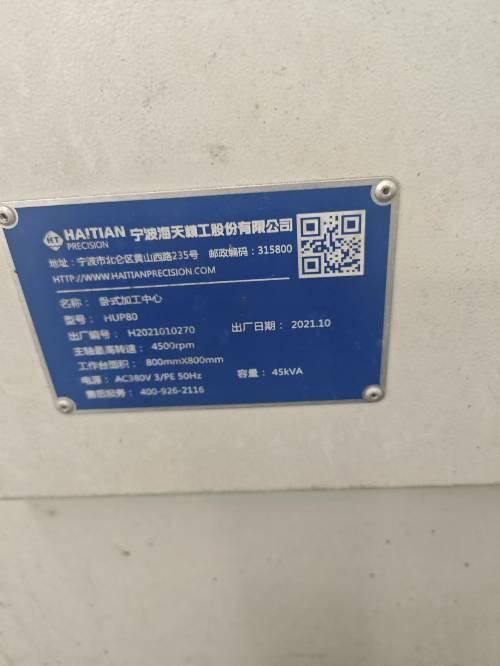 HT HAITIAN PRECISION 宁波海天精工股份有限公司
地址：宁波市北仑区黄山西路235号 邮政编码：315800
HTTP://WWW.HAITIANPRECISION.COM
名称： 卧式加工中心
型号： HUP80
出厂编号： H2021010270 出厂日期： 2021.10
主轴最高转速： 4500rpm
工作台面积： 800mmX800mm
电源： AC380V 3/PE 50Hz 容量： 45kVA
售后服务： 400-926-2116